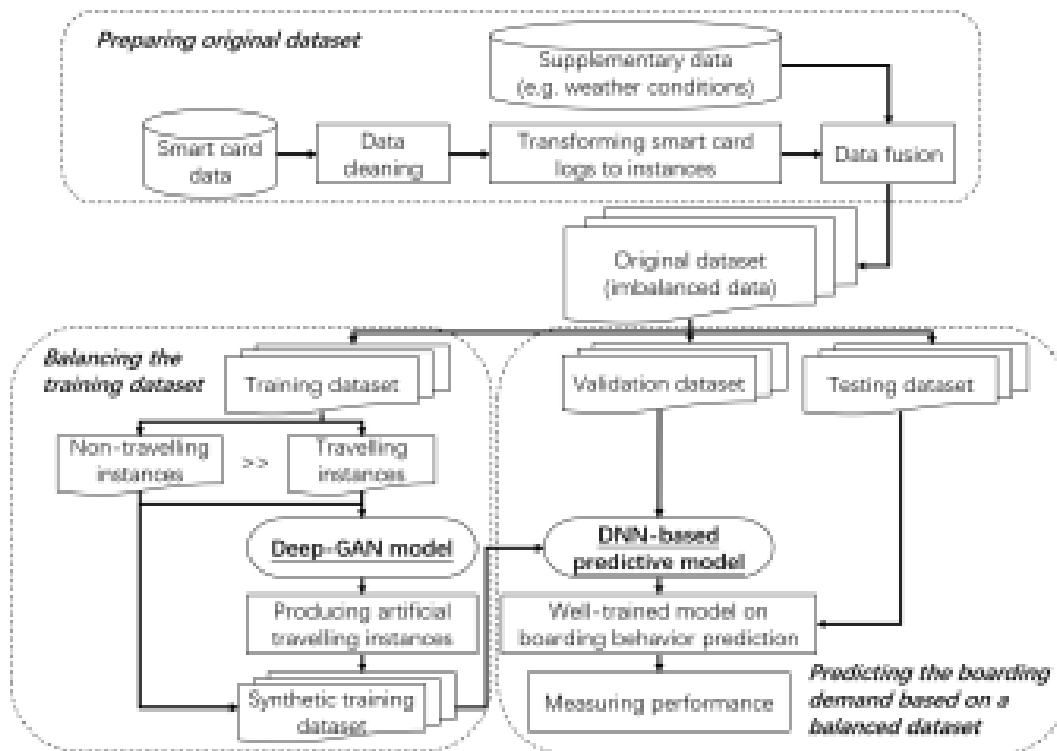 Preparing original dataset
Supplementary data
(e.g. weather conditions)
Smart card
data
Data
cleaning
Transforming smart card
logs to instances
Data fusion
Original dataset
(imbalanced data)
Balancing the
training dataset
Training dataset
Validation dataset
Testing dataset
Non-travelling
instances
>>
Travelling
instances
Deep-GAN model
DNN-based
predictive model
Producing artificial
travelling instances
Well-trained model on
boarding behavior prediction
Synthetic training
dataset
Measuring performance
Predicting the boarding
demand based on a
balanced dataset